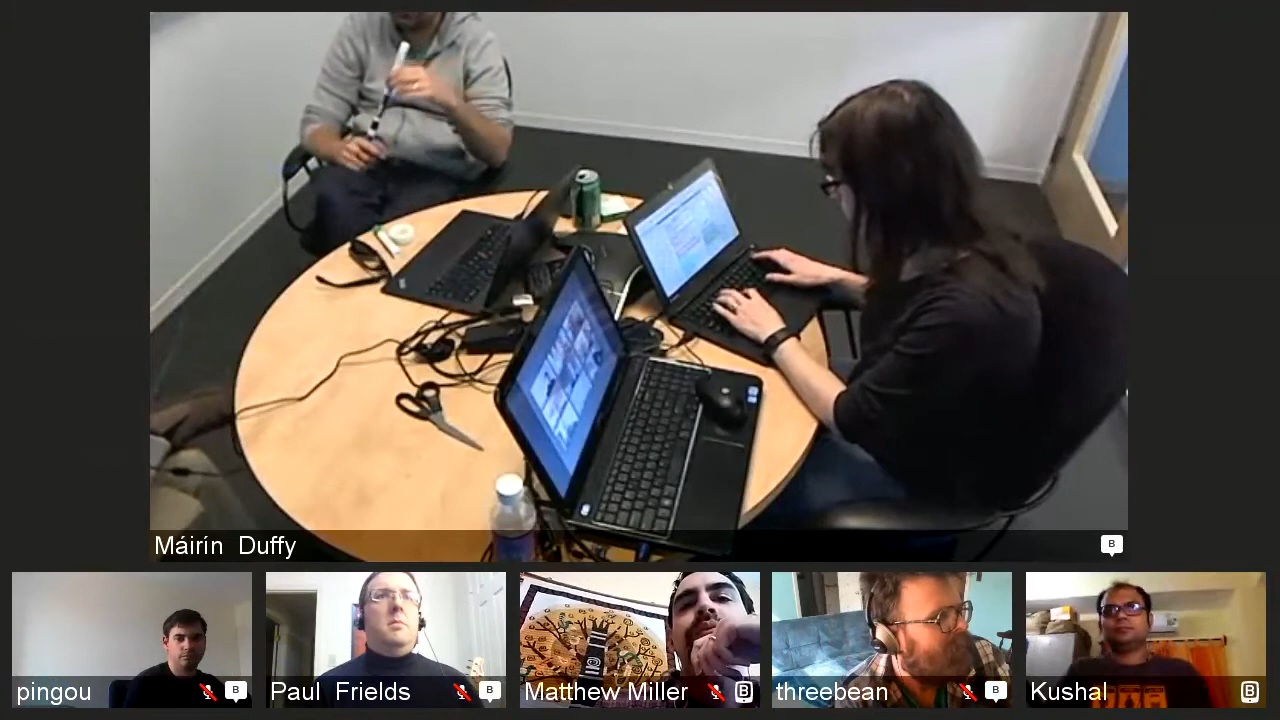 Máirín Duffy
B
pingou
B
Paul Frields
B
Matthew Miller
B
threebean
B
Kushal
B